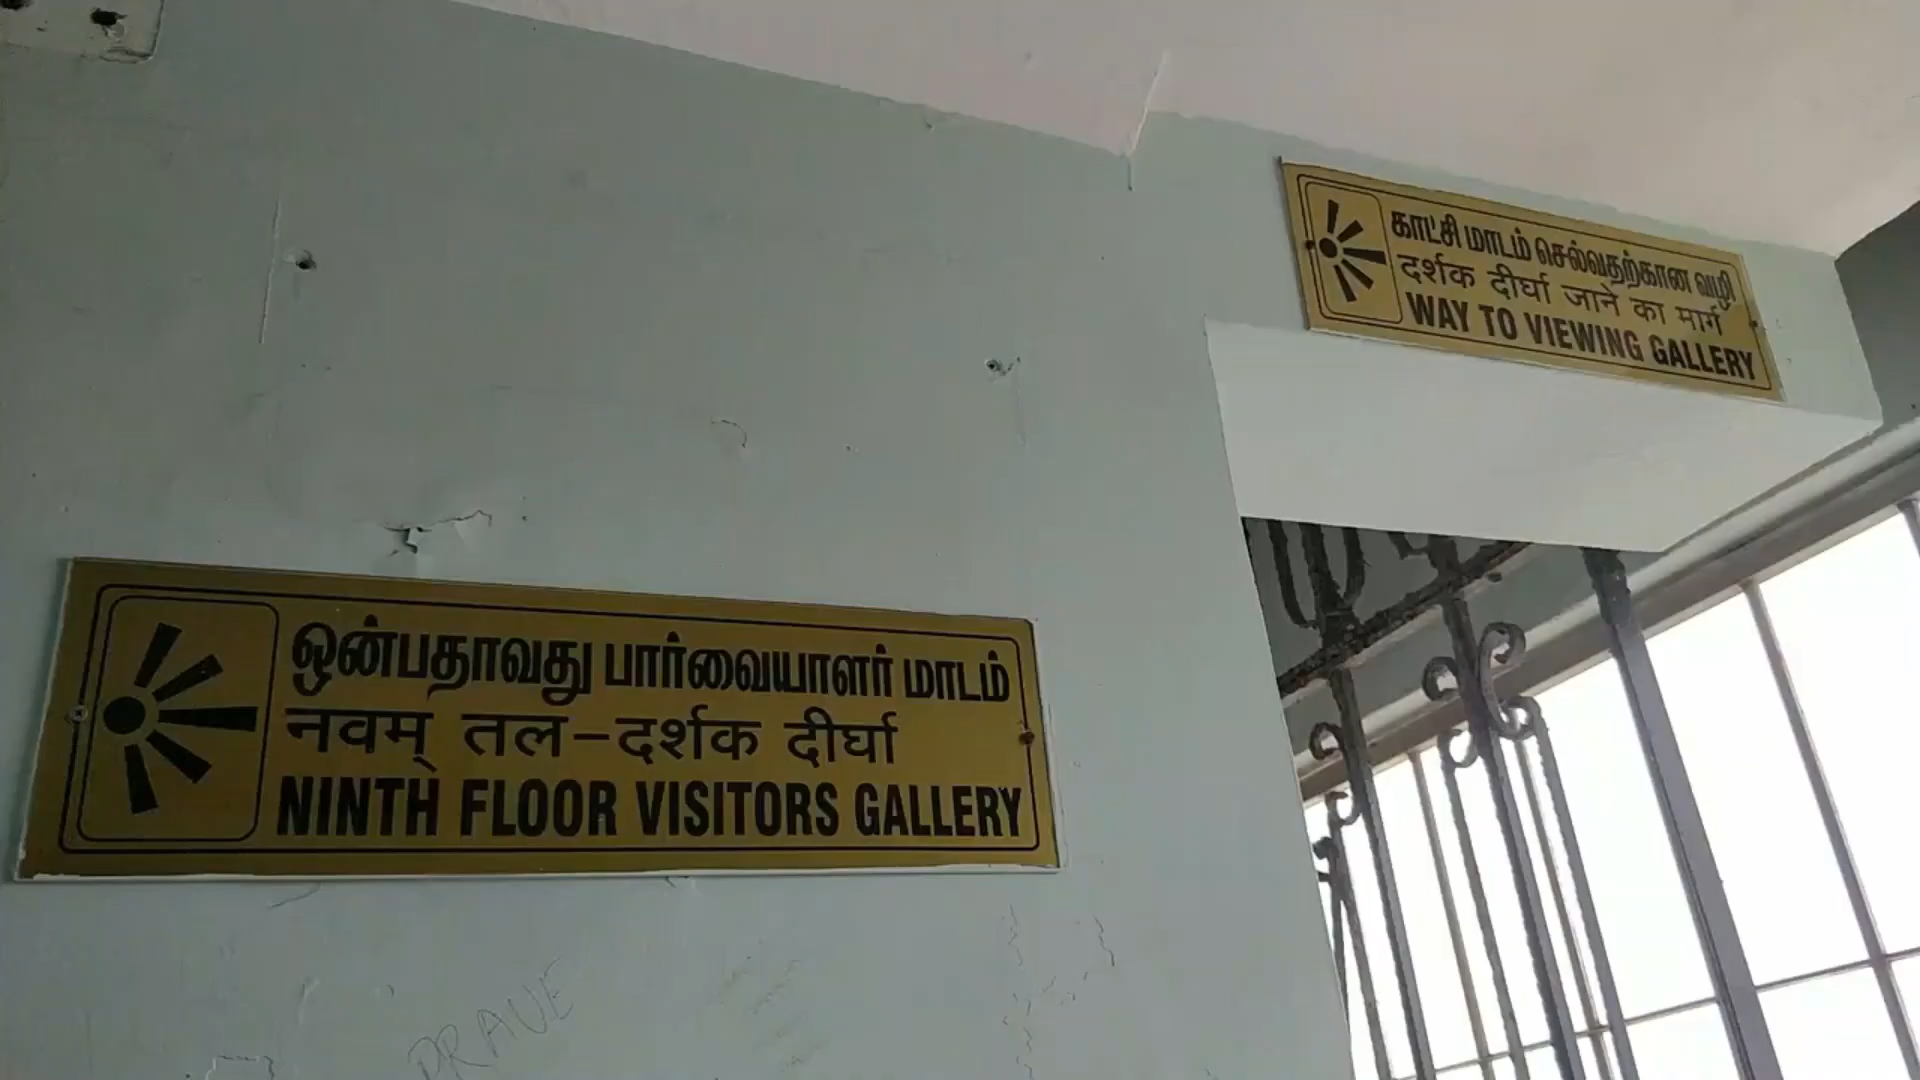 காட்சி மாடம் செல்வதற்கான வழி
दर्शक दीर्घा जाने का मार्ग
WAY TO VIEWING GALLERY
ஒன்பதாவது பார்வையாளர் மாடம்
नवम् तल-दर्शक दीर्घा
NINTH FLOOR VISITORS GALLERY